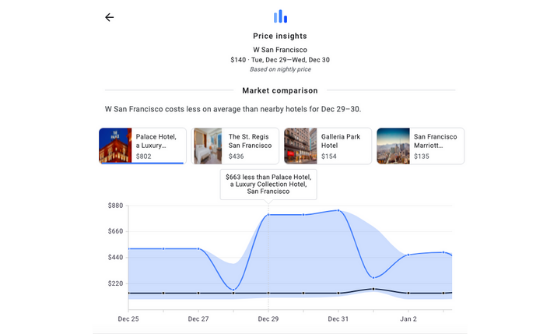 Price insights
W San Francisco
$140 · Tue, Dec 29—Wed, Dec 30
Based on nightly price
Market comparison
W San Francisco costs less on average than nearby hotels for Dec 29–30.
Palace Hotel,
a Luxury...
$802
The St. Regis
San Francisco
$436
Galleria Park
Hotel
$154
San Francisco
Marriott...
$135
$663 less than Palace Hotel,
a Luxury Collection Hotel,
San Francisco
$880
$660
$440
$220
Dec 25
Dec 27
Dec 29
Dec 31
Jan 2